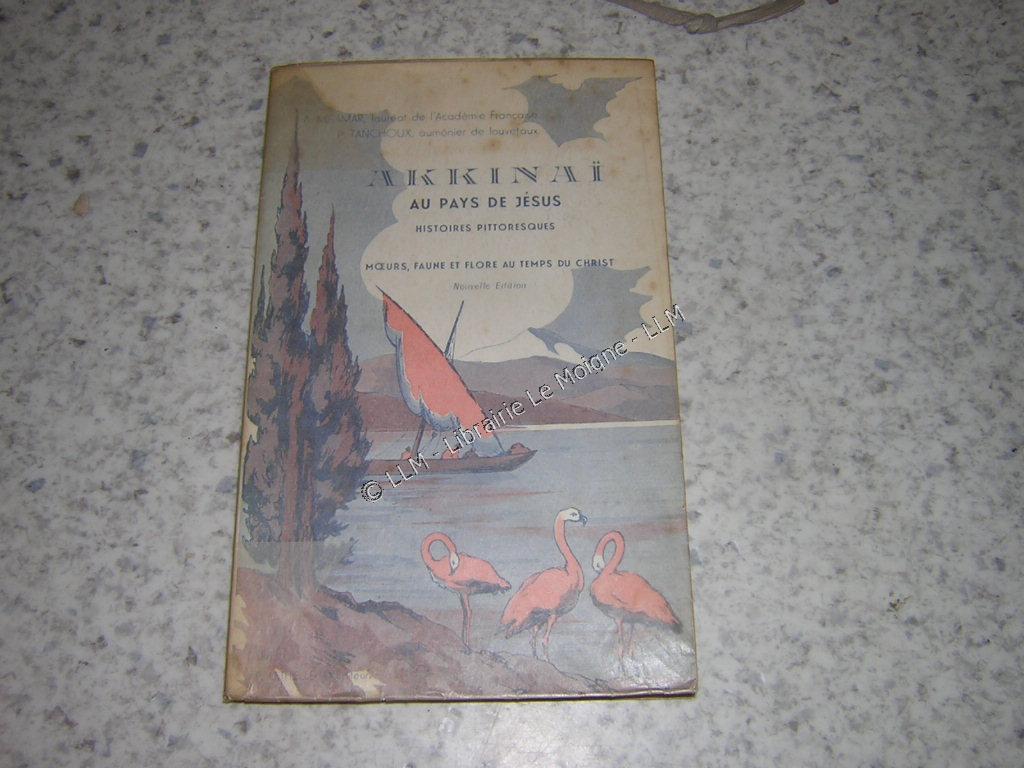 lauréat de l'Académie Française
P. TANCHOUX, aumônier de louveteaux
AKKINAÏ
AU PAYS DE JÉSUS
HISTOIRES PITTORESQUES
MŒURS, FAUNE ET FLORE AU TEMPS DU CHRIST
Nouvelle Edition
© LLM - Librairie Le Moigne - LLM